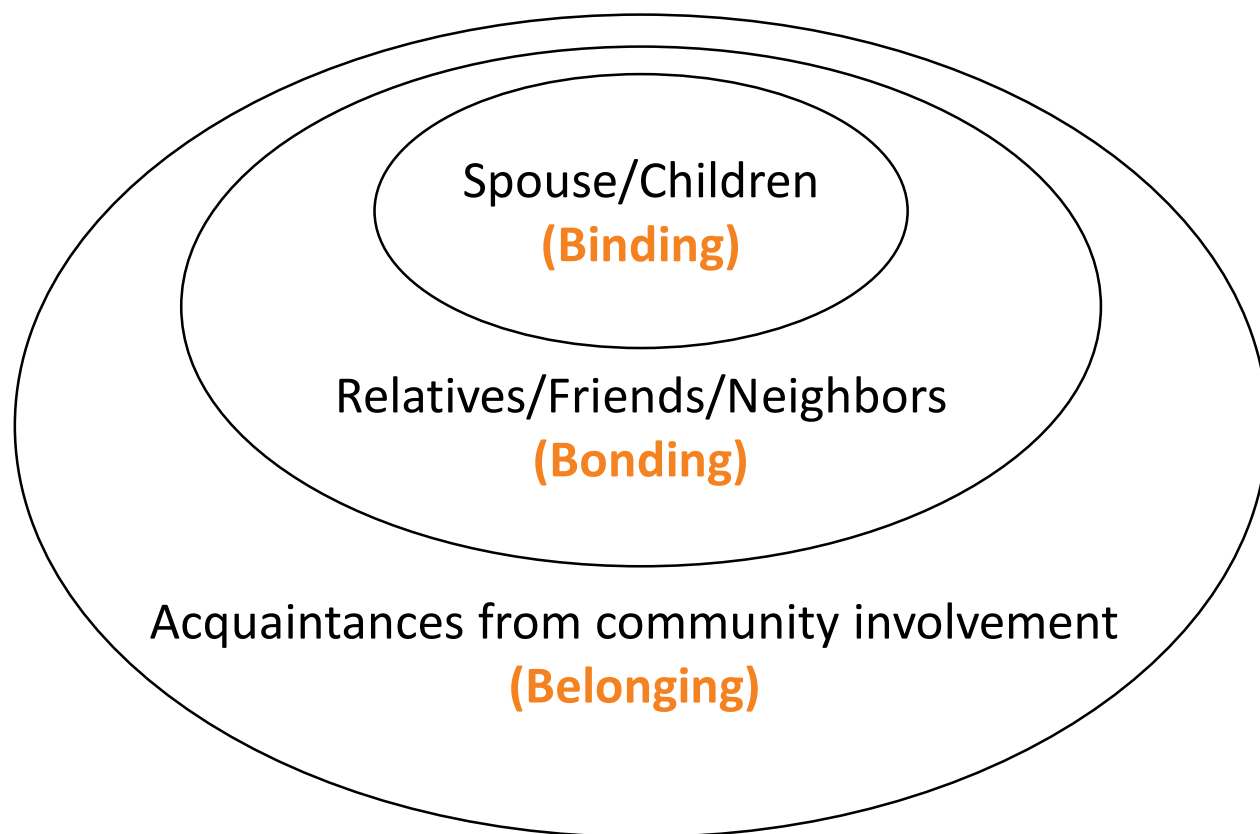 Spouse/Children
(Binding)
Relatives/Friends/Neighbors
(Bonding)
Acquaintances from community involvement
(Belonging)